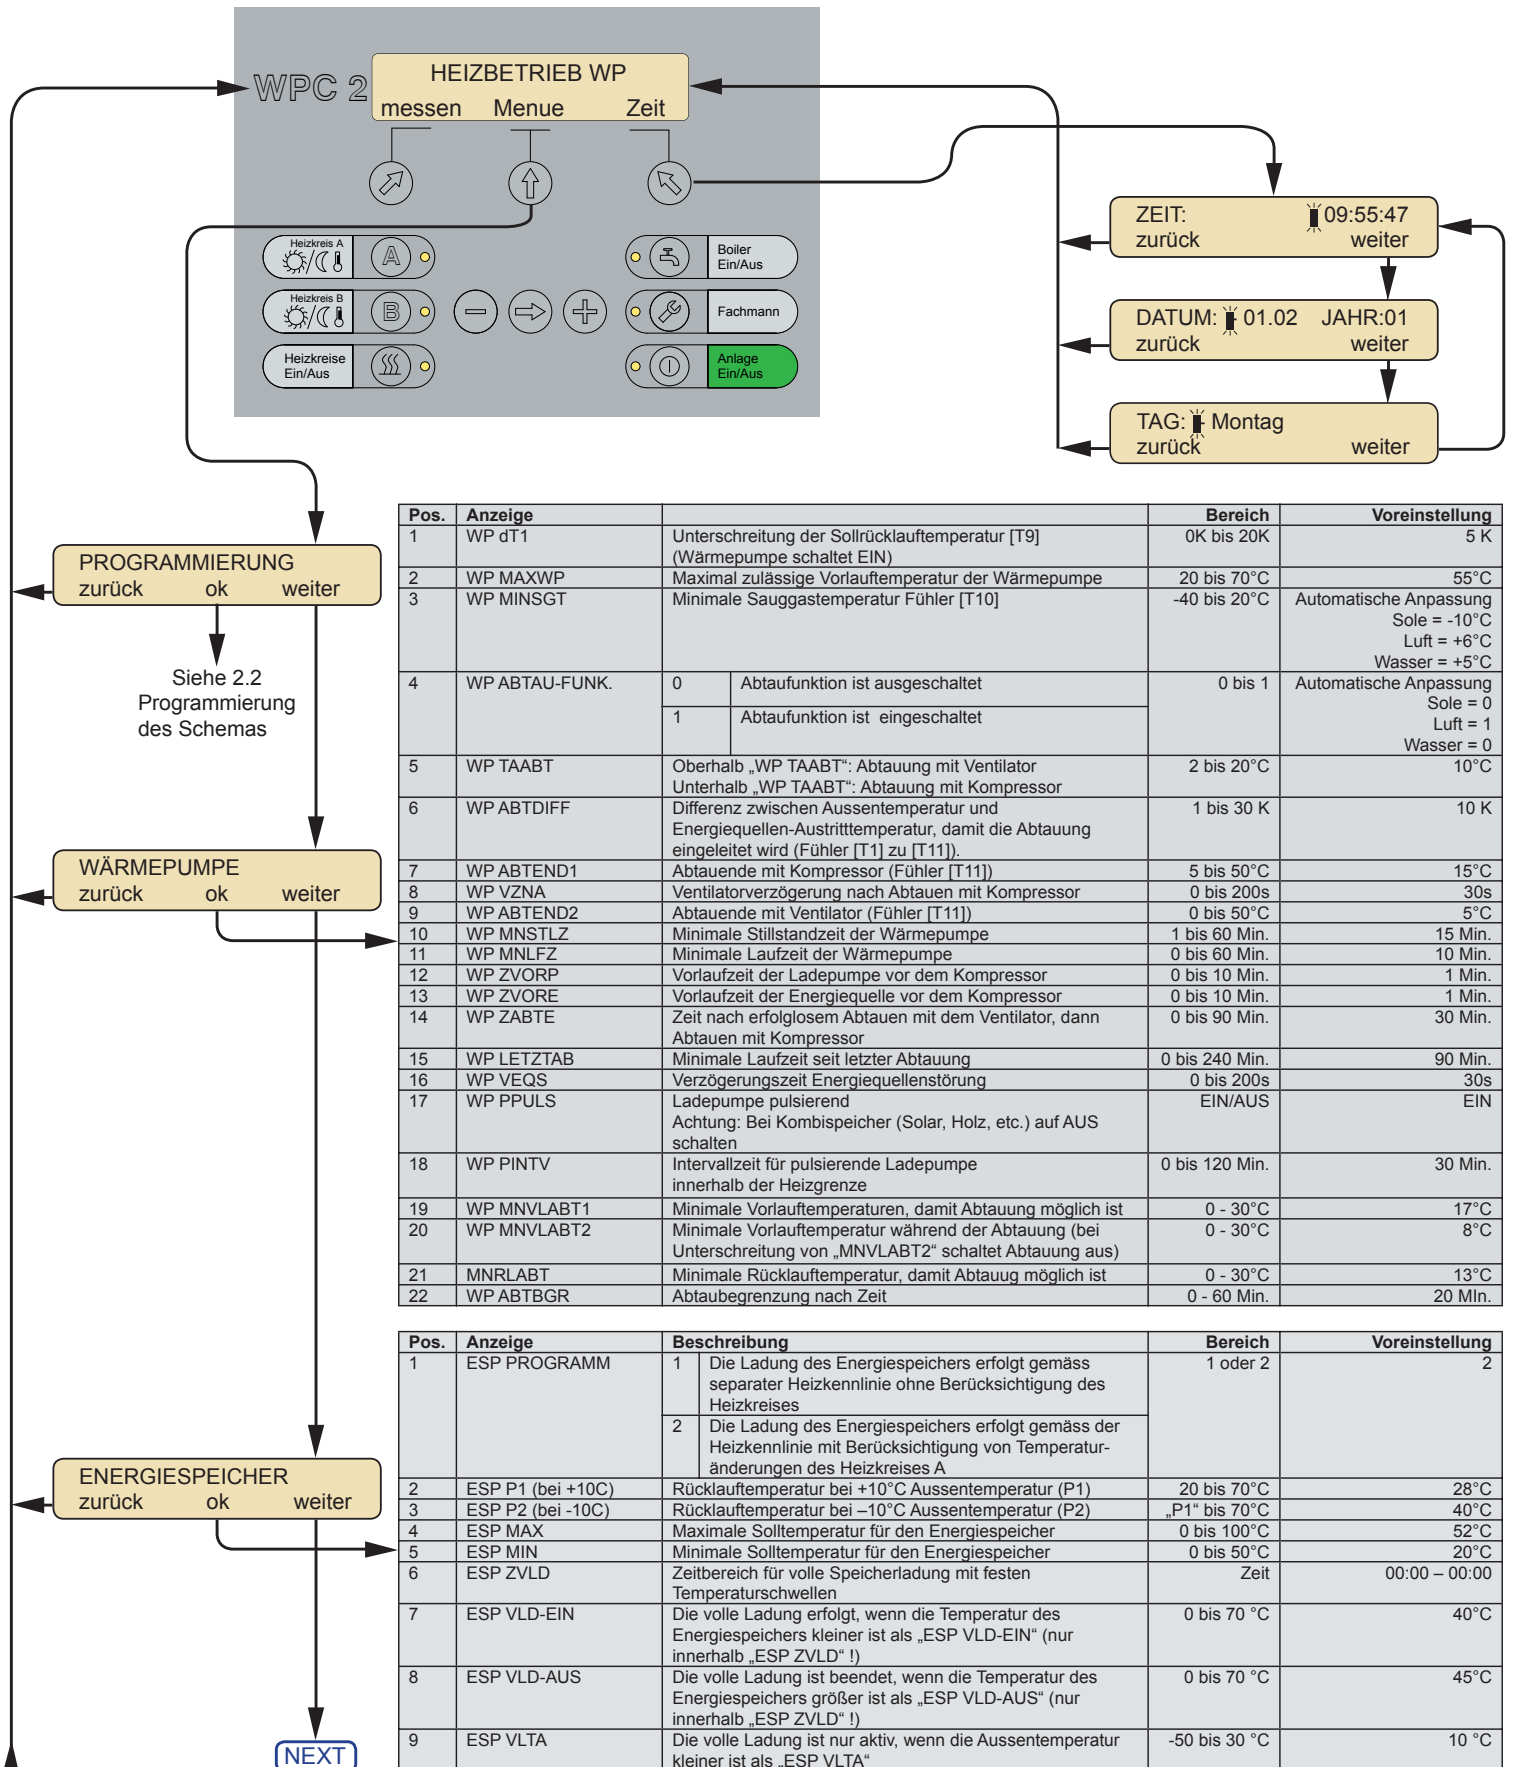 WPC 2
HEIZBETRIEB WP
messen Menue Zeit
Heizkreis A
A
Boiler
Ein/Aus
Heizkreis B
B
Fachmann
Heizkreise
Ein/Aus
Anlage
Ein/Aus
ZEIT: 09:55:47
zurück weiter
DATUM: 01.02 JAHR:01
zurück weiter
TAG: Montag
zurück weiter
PROGRAMMIERUNG
zurück ok weiter
Siehe 2.2
Programmierung
des Schemas
WÄRMEPUMPE
zurück ok weiter
Pos. Anzeige Bereich Voreinstellung
1 WP dT1 Unterschreitung der Sollrücklauftemperatur [T9] 0K bis 20K 5 K
(Wärmepumpe schaltet EIN)
2 WP MAXWP Maximal zulässige Vorlauftemperatur der Wärmepumpe 20 bis 70°C 55°C
3 WP MINSGT Minimale Sauggastemperatur Fühler [T10] -40 bis 20°C Automatische Anpassung
Sole = -10°C
Luft = +6°C
Wasser = +5°C
4 WP ABTAU-FUNK. 0 Abtaufunktion ist ausgeschaltet 0 bis 1 Automatische Anpassung
Sole = 0
1 Abtaufunktion ist eingeschaltet
Luft = 1
Wasser = 0
5 WP TAABT Oberhalb „WP TAABT“: Abtauung mit Ventilator 2 bis 20°C 10°C
Unterhalb „WP TAABT“: Abtauung mit Kompressor
6 WP ABTDIFF Differenz zwischen Aussentemperatur und 1 bis 30 K 10 K
Energiequellen-Austritttemperatur, damit die Abtauung
eingeleitet wird (Fühler [T1] zu [T11]).
7 WP ABTEND1 Abtauende mit Kompressor (Fühler [T11]) 5 bis 50°C 15°C
8 WP VZNA Ventilatorverzögerung nach Abtauen mit Kompressor 0 bis 200s 30s
9 WP ABTEND2 Abtauende mit Ventilator (Fühler [T11]) 0 bis 50°C 5°C
10 WP MNSTLZ Minimale Stillstandzeit der Wärmepumpe 1 bis 60 Min. 15 Min.
11 WP MNLFZ Minimale Laufzeit der Wärmepumpe 0 bis 60 Min. 10 Min.
12 WP ZVORP Vorlaufzeit der Ladepumpe vor dem Kompressor 0 bis 10 Min. 1 Min.
13 WP ZVORE Vorlaufzeit der Energiequelle vor dem Kompressor 0 bis 10 Min. 1 Min.
14 WP ZABTE Zeit nach erfolglosem Abtauen mit dem Ventilator, dann 0 bis 90 Min. 30 Min.
Abtauen mit Kompressor
15 WP LETZTAB Minimale Laufzeit seit letzter Abtauung 0 bis 240 Min. 90 Min.
16 WP VEQS Verzögerungszeit Energiequellenstörung 0 bis 200s 30s
17 WP PPULS Ladepumpe pulsierend EIN/AUS EIN
Achtung: Bei Kombispeicher (Solar, Holz, etc.) auf AUS
schalten
18 WP PINTV Intervallzeit für pulsierende Ladepumpe 0 bis 120 Min. 30 Min.
innerhalb der Heizgrenze
19 WP MNVLABT1 Minimale Vorlauftemperaturen, damit Abtauung möglich ist 0 - 30°C 17°C
20 WP MNVLABT2 Minimale Vorlauftemperatur während der Abtauung (bei 0 - 30°C 8°C
Unterschreitung von „MNVLABT2“ schaltet Abtauung aus)
21 MNRLABT Minimale Rücklauftemperatur, damit Abtauug möglich ist 0 - 30°C 13°C
22 WP ABTBGR Abtaubegrenzung nach Zeit 0 - 60 Min. 20 MIn.
ENERGIESPEICHER
zurück ok weiter
NEXT
Pos. Anzeige Beschreibung Bereich Voreinstellung
1 ESP PROGRAMM 1 Die Ladung des Energiespeichers erfolgt gemäss 1 oder 2 2
separater Heizkennlinie ohne Berücksichtigung des
Heizkreises
2 Die Ladung des Energiespeichers erfolgt gemäss der
Heizkennlinie mit Berücksichtigung von Temperatur-
änderungen des Heizkreises A
2 ESP P1 (bei +10C) Rücklauftemperatur bei +10°C Aussentemperatur (P1) 20 bis 70°C 28°C
3 ESP P2 (bei -10C) Rücklauftemperatur bei –10°C Aussentemperatur (P2) „P1“ bis 70°C 40°C
4 ESP MAX Maximale Solltemperatur für den Energiespeicher 0 bis 100°C 52°C
5 ESP MIN Minimale Solltemperatur für den Energiespeicher 0 bis 50°C 20°C
6 ESP ZVLD Zeitbereich für volle Speicherladung mit festen Zeit 00:00 – 00:00
Temperaturschwellen
7 ESP VLD-EIN Die volle Ladung erfolgt, wenn die Temperatur des 0 bis 70 °C 40°C
Energiespeichers kleiner ist als „ESP VLD-EIN“ (nur
innerhalb „ESP ZVLD“ !)
8 ESP VLD-AUS Die volle Ladung ist beendet, wenn die Temperatur des 0 bis 70 °C 45°C
Energiespeichers größer ist als „ESP VLD-AUS“ (nur
innerhalb „ESP ZVLD“ !)
9 ESP VLTA Die volle Ladung ist nur aktiv, wenn die Aussentemperatur -50 bis 30 °C 10 °C
kleiner ist als „ESP VLTA“